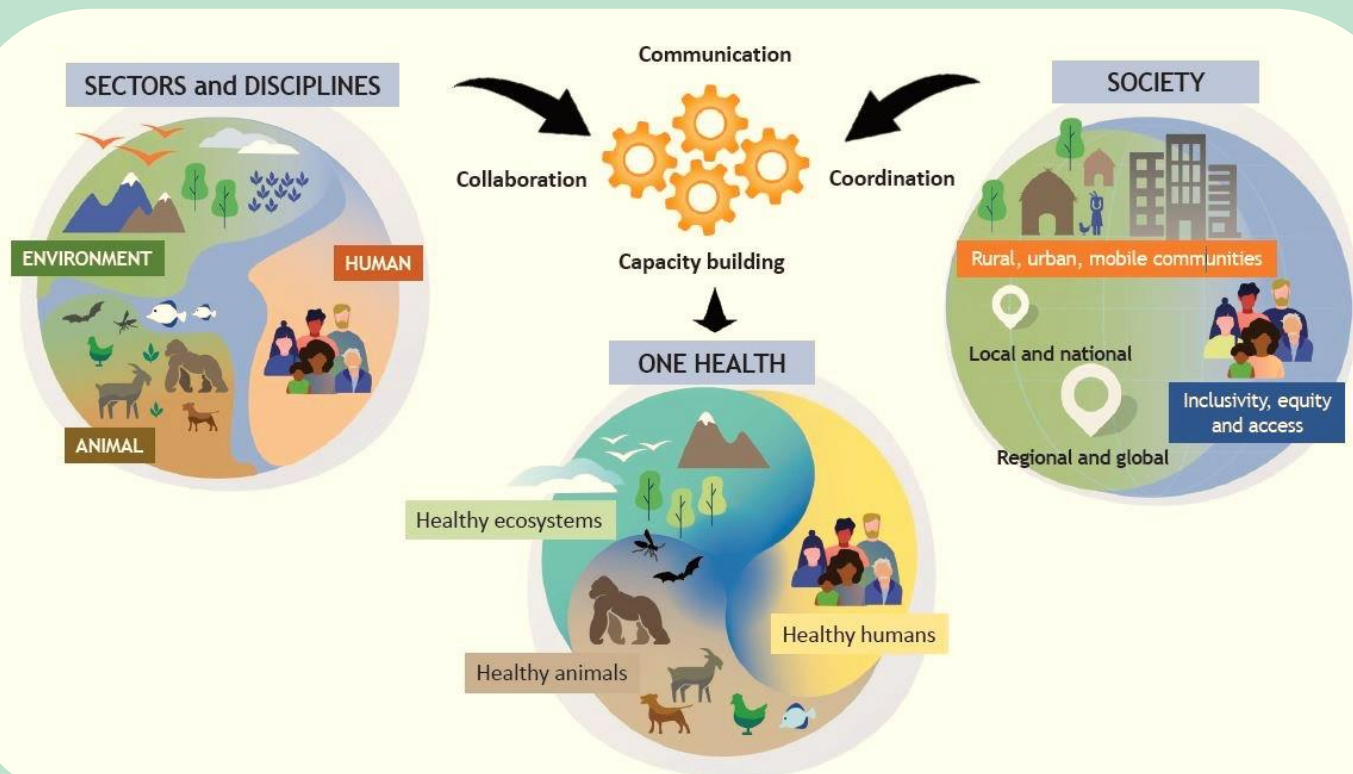 SECTORS and DISCIPLINES
ENVIRONMENT
HUMAN
ANIMAL
Communication
Collaboration
Coordination
Capacity building
SOCIETY
Rural, urban, mobile communities
Local and national
Inclusivity, equity
and access
Regional and global
ONE HEALTH
Healthy ecosystems
Healthy humans
Healthy animals